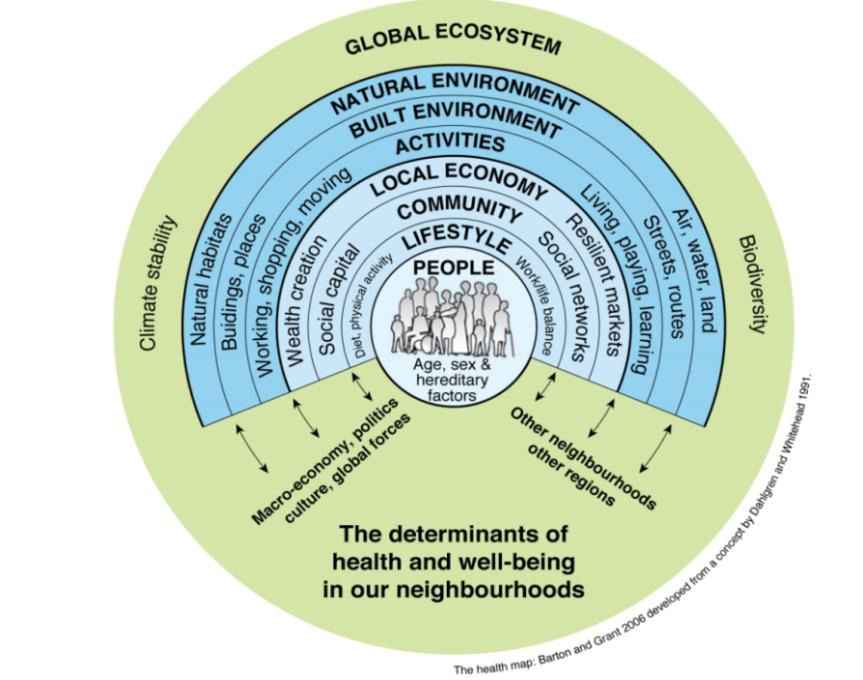 GLOBAL ECOSYSTEM
NATURAL ENVIRONMENT
BUILT ENVIRONMENT
ACTIVITIES
LOCAL ECONOMY
COMMUNITY
LIFESTYLE
PEOPLE
Age, sex &
hereditary
factors
Climate stability
Natural habitats
Buidings, places
Working, shopping, moving
Wealth creation
Social capital
Diet, physical activity
Work/life balance
Social networks
Resilient markets
Living, playing, learning
Streets, routes
Air, water, land
Biodiversity
Macro-economy, politics
culture, global forces
Other neighbourhoods
other regions
The determinants of
health and well-being
in our neighbourhoods
The health map: Barton and Grant 2006 developed from a concept by Dahlgren and Whitehead 1991.